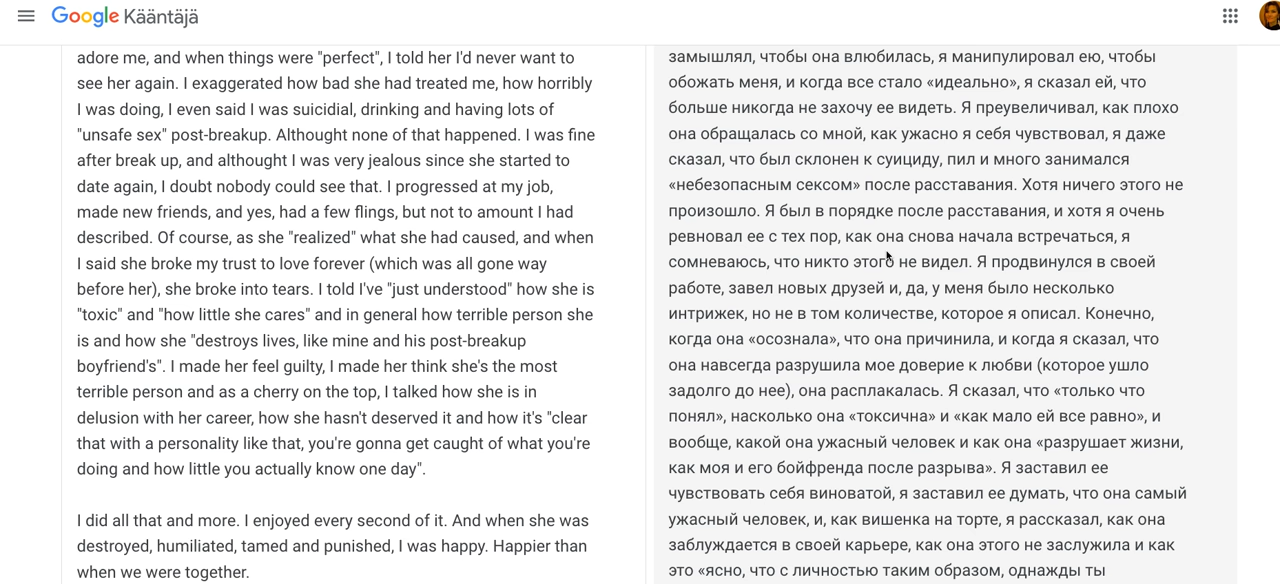 Google Kääntäjä
adore me, and when things were "perfect", I told her I'd never want to
see her again. I exaggerated how bad she had treated me, how horribly
I was doing, I even said I was suicidial, drinking and having lots of
"unsafe sex" post-breakup. Althought none of that happened. I was fine
after break up, and although I was very jealous since she started to
date again, I doubt nobody could see that. I progressed at my job,
made new friends, and yes, had a few flings, but not to amount I had
described. Of course, as she "realized" what she had caused, and when
I said she broke my trust to love forever (which was all gone way
before her), she broke into tears. I told I've "just understood" how she is
"toxic" and "how little she cares" and in general how terrible person she
is and how she "destroys lives, like mine and his post-breakup
boyfriend's". I made her feel guilty, I made her think she's the most
terrible person and as a cherry on the top, I talked how she is in
delusion with her career, how she hasn't deserved it and how it's "clear
that with a personality like that, you're gonna get caught of what you're
doing and how little you actually know one day".
I did all that and more. I enjoyed every second of it. And when she was
destroyed, humiliated, tamed and punished, I was happy. Happier than
when we were together.
замышлял, чтобы она влюбилась, я манипулировал ею, чтобы
обожать меня, и когда все стало «идеально», я сказал ей, что
больше никогда не захочу ее видеть. Я преувеличивал, как плохо
она обращалась со мной, как ужасно я себя чувствовал, я даже
сказал, что был склонен к суициду, пил и много занимался
«небезопасным сексом» после расставания. Хотя ничего этого не
произошло. Я был в порядке после расставания, и хотя я очень
ревновал ее с тех пор, как она снова начала встречаться, я
сомневаюсь, что никто этого не видел. Я продвинулся в своей
работе, завел новых друзей и, да, у меня было несколько
интрижек, но не в том количестве, которое я описал. Конечно,
когда она «осознала», что она причинила, и когда я сказал, что
она навсегда разрушила мое доверие к любви (которое ушло
задолго до нее), она расплакалась. Я сказал, что «только что
понял», насколько она «токсична» и «как мало ей все равно», и
вообще, какой она ужасный человек и как она «разрушает жизни,
как моя и его бойфренда после разрыва». Я заставил ее
чувствовать себя виноватой, я заставил ее думать, что она самый
ужасный человек, и, как вишенка на торте, я рассказал, как она
заблуждается в своей карьере, как она этого не заслужила и как
это «ясно, что с личностью таким образом, однажды ты